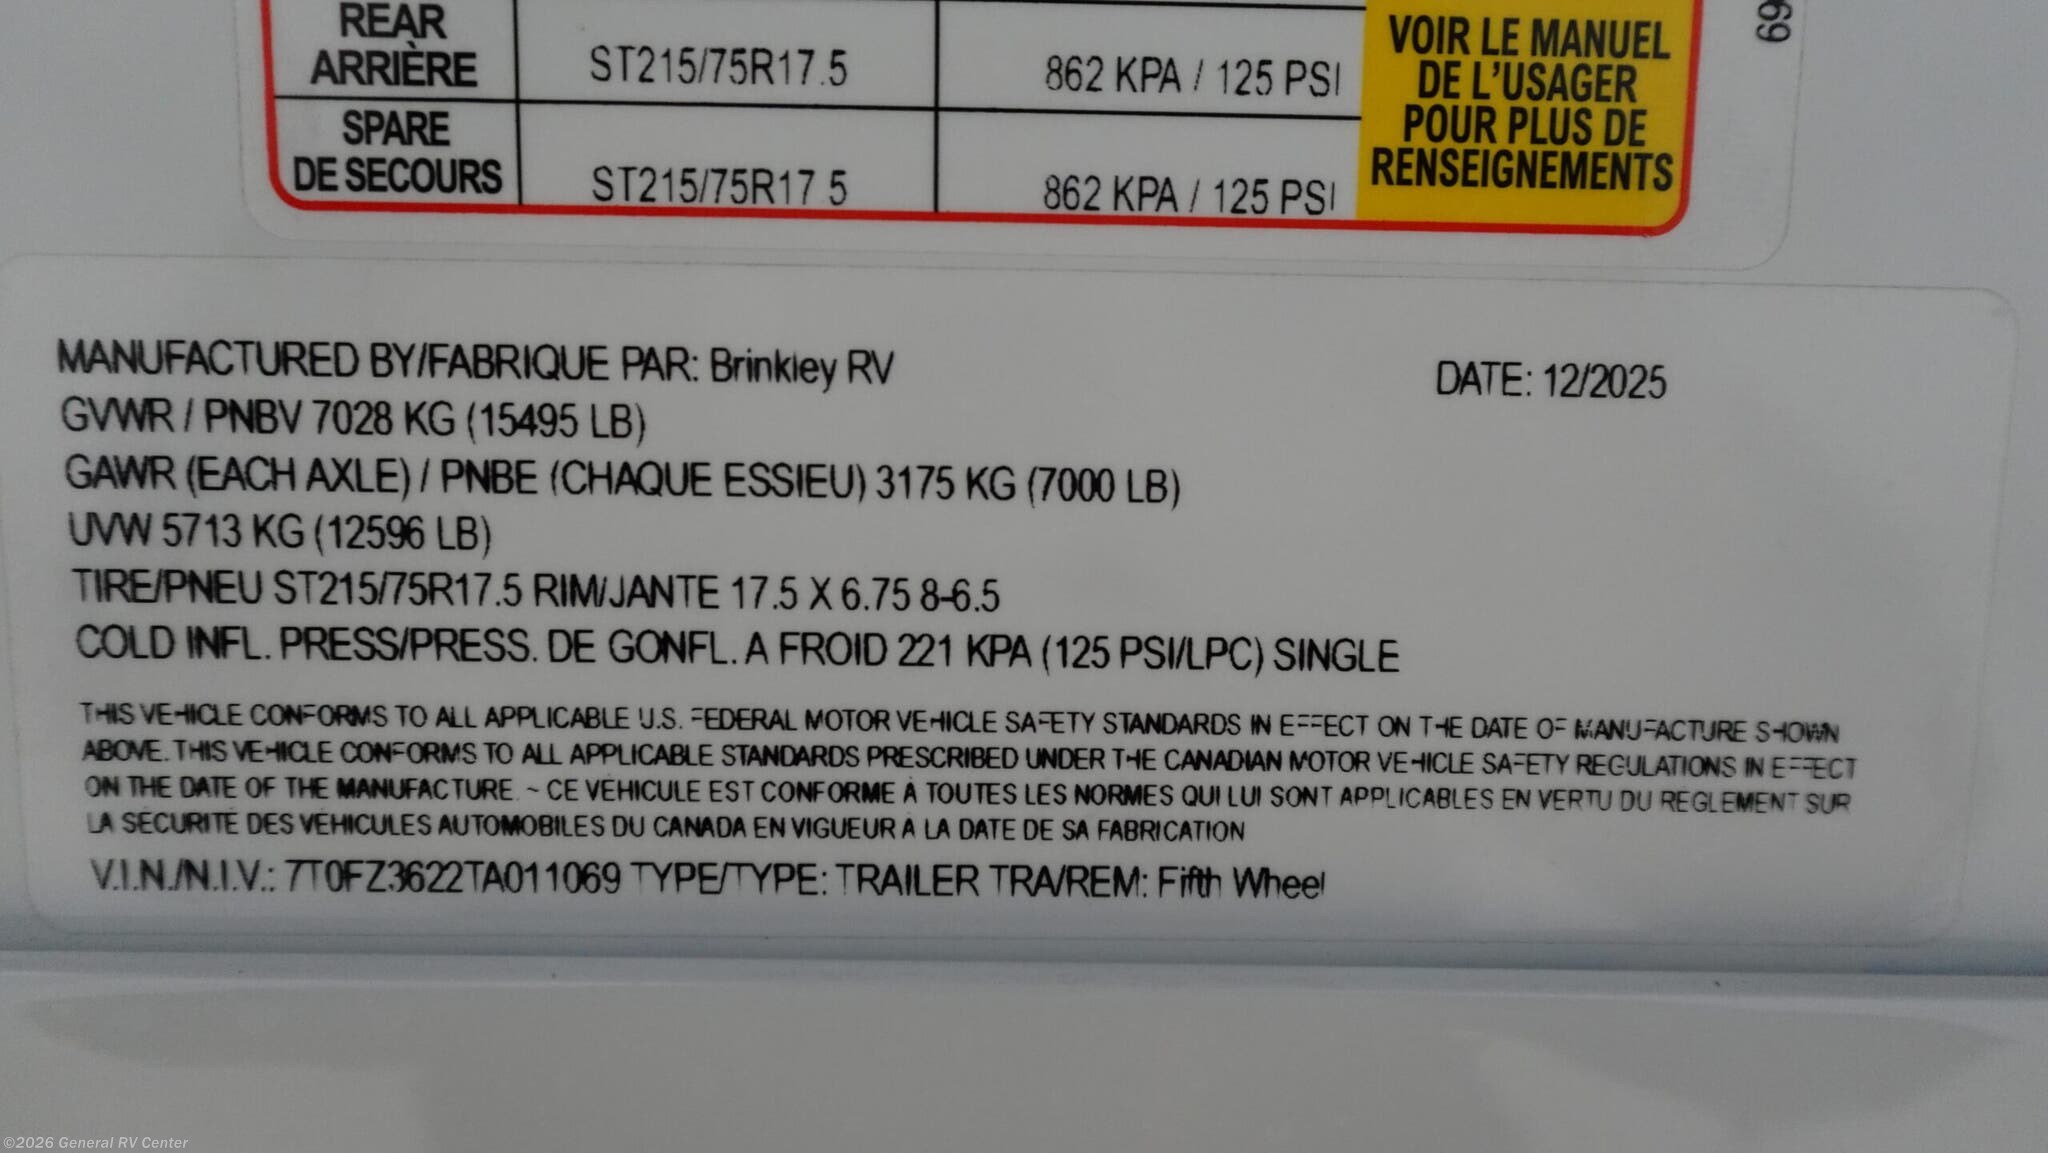 REAR
ARRIÈRE
ST215/75R17.5
862 KPA / 125 PSI
SPARE
DE SECOURS
ST215/75R17.5
862 KPA / 125 PSI
VOIR LE MANUEL
DE L'USAGER
POUR PLUS DE
RENSEIGNEMENTS
69
MANUFACTURED BY/FABRIQUE PAR: Brinkley RV
DATE: 12/2025
GVWR / PNBV 7028 KG (15495 LB)
GAWR (EACH AXLE) / PNBE (CHAQUE ESSIEU) 3175 KG (7000 LB)
UVW 5713 KG (12596 LB)
TIRE/PNEU ST215/75R17.5 RIM/JANTE 17.5 X 6.75 8-6.5
COLD INFL. PRESS/PRESS. DE GONFL. A FROID 221 KPA (125 PSI/LPC) SINGLE
THIS VEHICLE CONFORMS TO ALL APPLICABLE U.S. FEDERAL MOTOR VEHICLE SAFETY STANDARDS IN EFFECT ON THE DATE OF MANUFACTURE SHOWN
ABOVE. THIS VEHICLE CONFORMS TO ALL APPLICABLE STANDARDS PRESCRIBED UNDER THE CANADIAN MOTOR VEHICLE SAFETY REGULATIONS IN EFFECT
ON THE DATE OF THE MANUFACTURE. ~ CE VÉHICULE EST CONFORME À TOUTES LES NORMES QUI LUI SONT APPLICABLES EN VERTU DU RÈGLEMENT SUR
LA SÉCURITÉ DES VÉHICULES AUTOMOBILES DU CANADA EN VIGUEUR À LA DATE DE SA FABRICATION
V.I.N./N.I.V.: 7T0FZ3622TA011069 TYPE/TYPE: TRAILER TRA/REM: Fifth Wheel
©2026 General RV Center